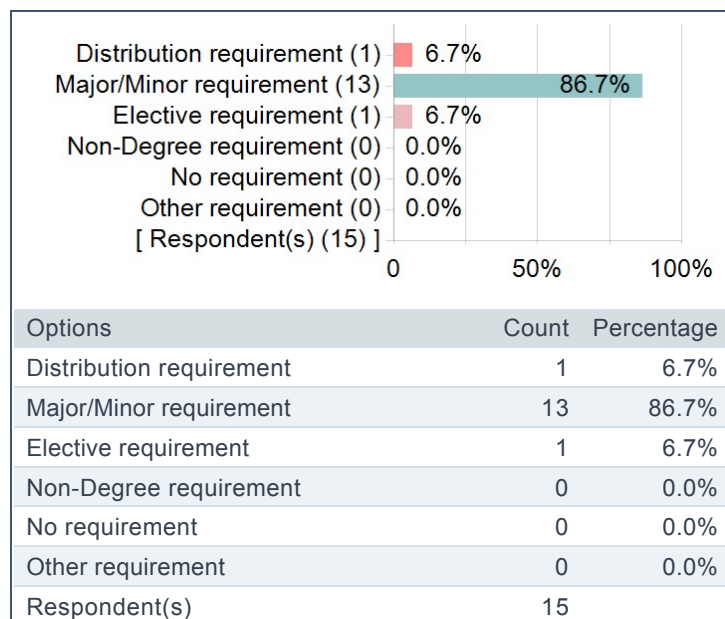 Distribution requirement (1) 6.7%
Major/Minor requirement (13) 86.7%
Elective requirement (1) 6.7%
Non-Degree requirement (0) 0.0%
No requirement (0) 0.0%
Other requirement (0) 0.0%
[ Respondent(s) (15) ]
0 50% 100%
Options Count Percentage
Distribution requirement 1 6.7%
Major/Minor requirement 13 86.7%
Elective requirement 1 6.7%
Non-Degree requirement 0 0.0%
No requirement 0 0.0%
Other requirement 0 0.0%
Respondent(s) 15